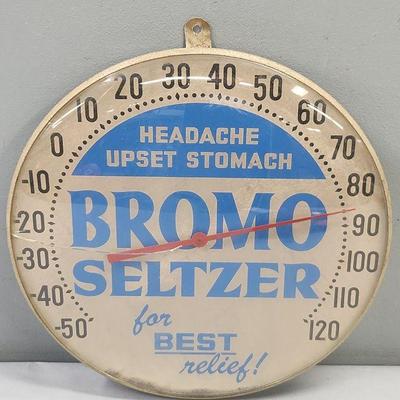 -50 -40 -30 -20 -10 0 10 20 30 40 50 60 70 80 90 100 110 120
HEADACHE
UPSET STOMACH
BROMO
SELTZER
for
BEST
relief!